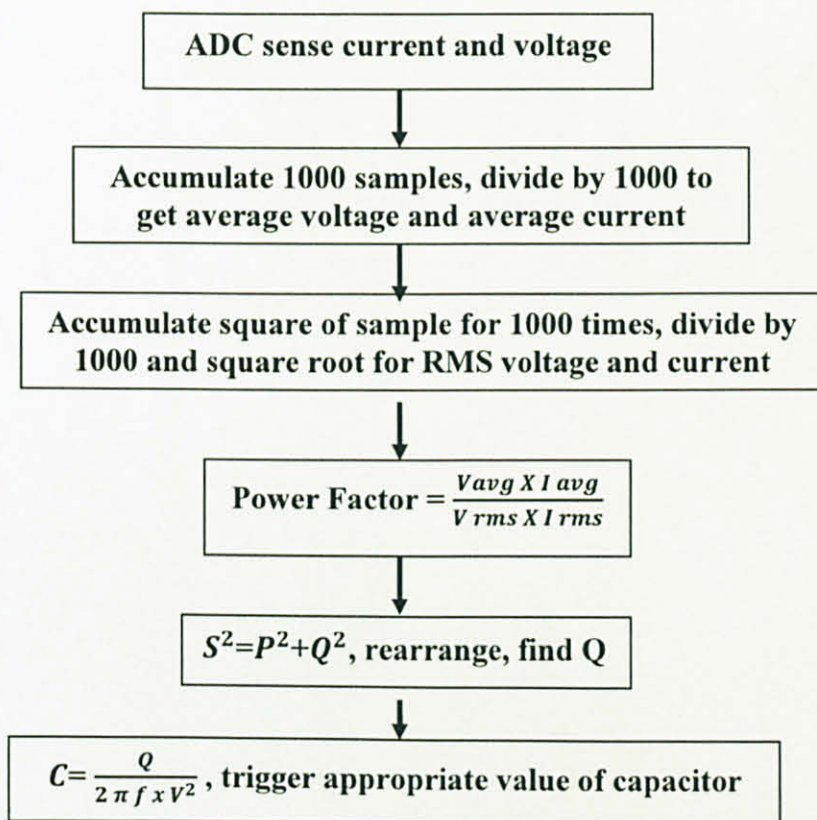 ADC sense current and voltage
Accumulate 1000 samples, divide by 1000 to
get average voltage and average current
Accumulate square of sample for 1000 times, divide by
1000 and square root for RMS voltage and current
Power Factor = Vavg X I avg / V rms X I rms
S²=P²+Q², rearrange, find Q
C= Q / 2 π f x V², trigger appropriate value of capacitor